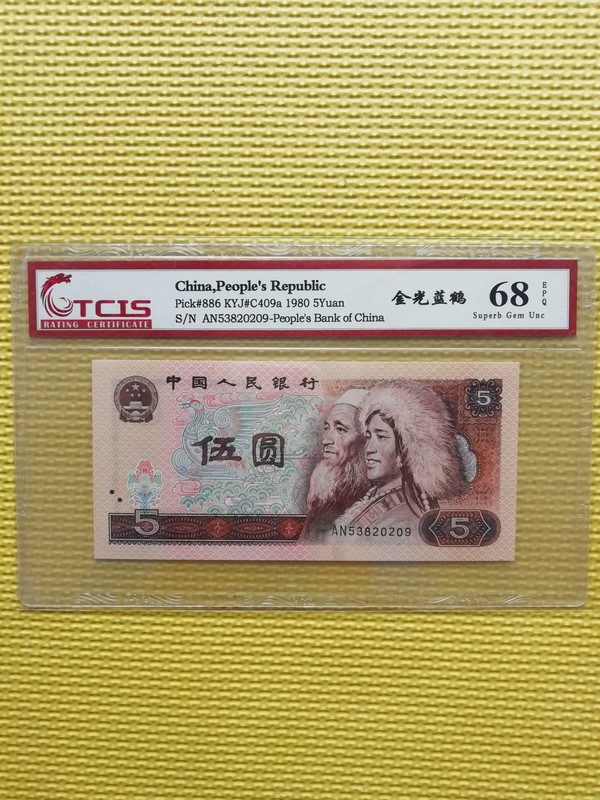 TCIS
RATING CERTIFICATE
China,People's Republic
Pick#886 KYJ#C409a 1980 5Yuan
S/N AN53820209-People's Bank of China
金光蓝鹤
68
EPQ
Superb Gem Unc
中国人民银行
5
伍圆
5
AN53820209
5